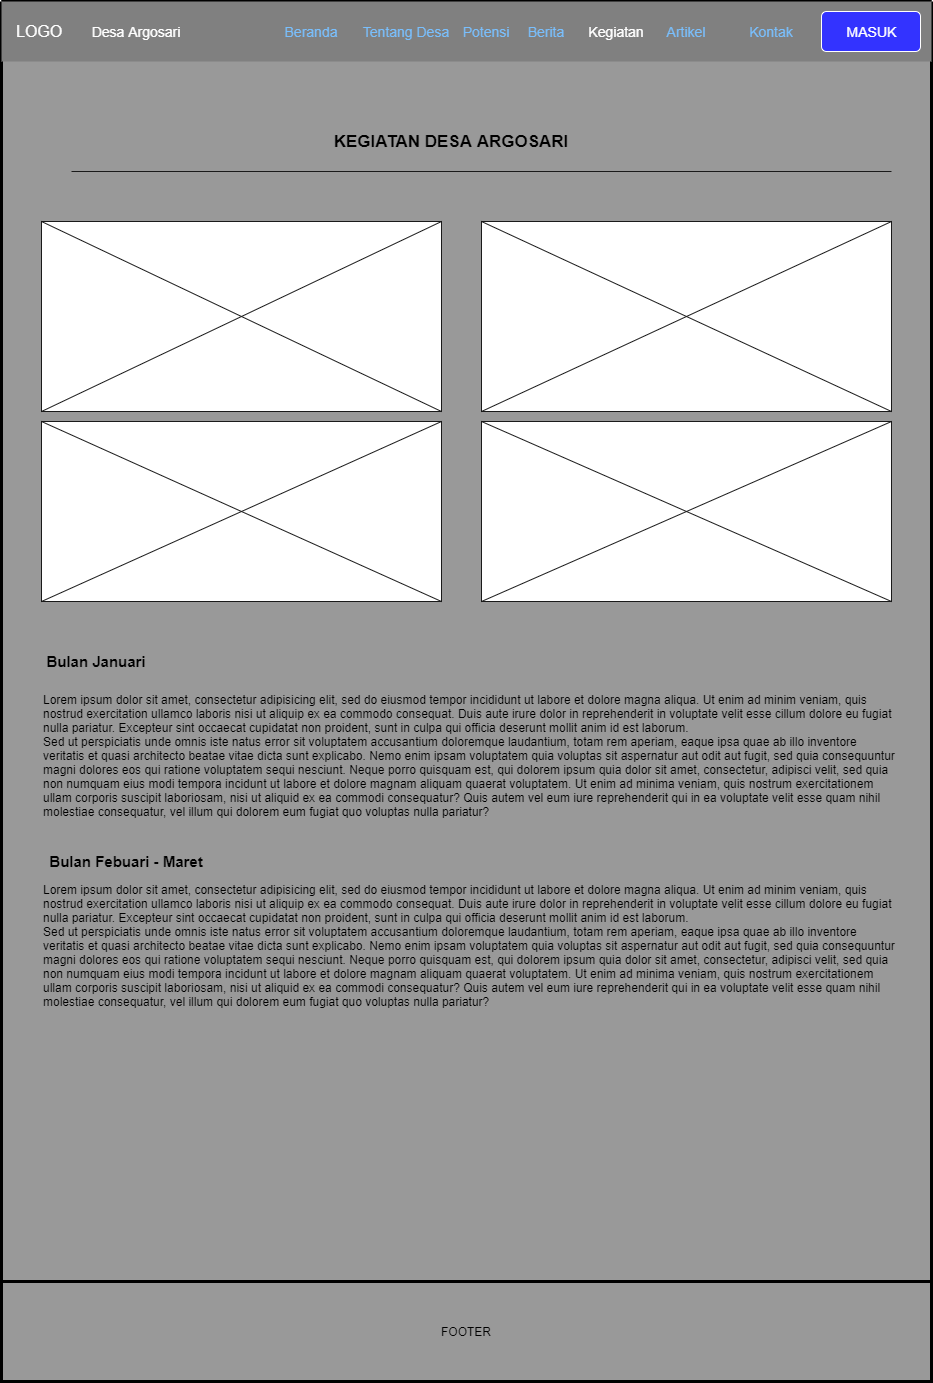 LOGO Desa Argosari Beranda Tentang Desa Potensi Berita Kegiatan Artikel Kontak MASUK
KEGIATAN DESA ARGOSARI
Bulan Januari
Lorem ipsum dolor sit amet, consectetur adipisicing elit, sed do eiusmod tempor incididunt ut labore et dolore magna aliqua. Ut enim ad minim veniam, quis
nostrud exercitation ullamco laboris nisi ut aliquip ex ea commodo consequat. Duis aute irure dolor in reprehenderit in voluptate velit esse cillum dolore eu fugiat
nulla pariatur. Excepteur sint occaecat cupidatat non proident, sunt in culpa qui officia deserunt mollit anim id est laborum.
Sed ut perspiciatis unde omnis iste natus error sit voluptatem accusantium doloremque laudantium, totam rem aperiam, eaque ipsa quae ab illo inventore
veritatis et quasi architecto beatae vitae dicta sunt explicabo. Nemo enim ipsam voluptatem quia voluptas sit aspernatur aut odit aut fugit, sed quia consequuntur
magni dolores eos qui ratione voluptatem sequi nesciunt. Neque porro quisquam est, qui dolorem ipsum quia dolor sit amet, consectetur, adipisci velit, sed quia
non numquam eius modi tempora incidunt ut labore et dolore magnam aliquam quaerat voluptatem. Ut enim ad minima veniam, quis nostrum exercitationem
ullam corporis suscipit laboriosam, nisi ut aliquid ex ea commodi consequatur? Quis autem vel eum iure reprehenderit qui in ea voluptate velit esse quam nihil
molestiae consequatur, vel illum qui dolorem eum fugiat quo voluptas nulla pariatur?
Bulan Febuari - Maret
Lorem ipsum dolor sit amet, consectetur adipisicing elit, sed do eiusmod tempor incididunt ut labore et dolore magna aliqua. Ut enim ad minim veniam, quis
nostrud exercitation ullamco laboris nisi ut aliquip ex ea commodo consequat. Duis aute irure dolor in reprehenderit in voluptate velit esse cillum dolore eu fugiat
nulla pariatur. Excepteur sint occaecat cupidatat non proident, sunt in culpa qui officia deserunt mollit anim id est laborum.
Sed ut perspiciatis unde omnis iste natus error sit voluptatem accusantium doloremque laudantium, totam rem aperiam, eaque ipsa quae ab illo inventore
veritatis et quasi architecto beatae vitae dicta sunt explicabo. Nemo enim ipsam voluptatem quia voluptas sit aspernatur aut odit aut fugit, sed quia consequuntur
magni dolores eos qui ratione voluptatem sequi nesciunt. Neque porro quisquam est, qui dolorem ipsum quia dolor sit amet, consectetur, adipisci velit, sed quia
non numquam eius modi tempora incidunt ut labore et dolore magnam aliquam quaerat voluptatem. Ut enim ad minima veniam, quis nostrum exercitationem
ullam corporis suscipit laboriosam, nisi ut aliquid ex ea commodi consequatur? Quis autem vel eum iure reprehenderit qui in ea voluptate velit esse quam nihil
molestiae consequatur, vel illum qui dolorem eum fugiat quo voluptas nulla pariatur?
FOOTER